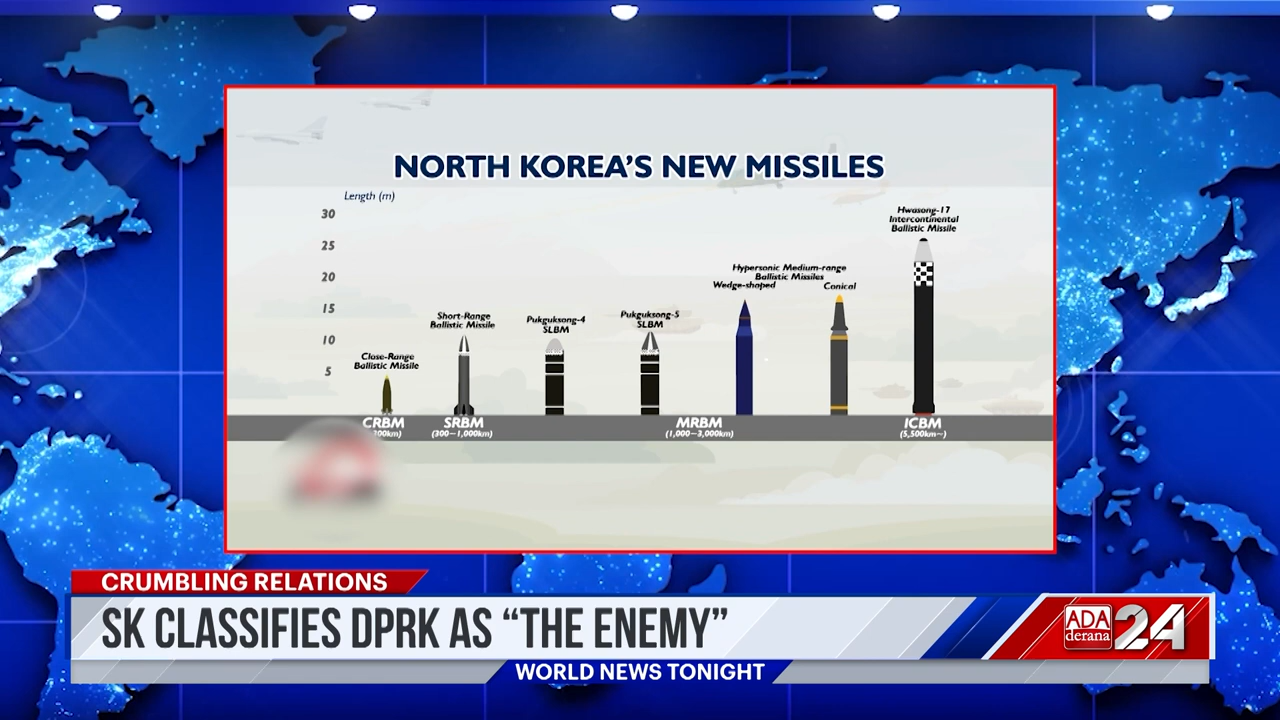 NORTH KOREA'S NEW MISSILES
Length (m)
30
25
20
15
10
5
Close-Range
Ballistic Missile
Short-Range
Ballistic Missile
Pukguksong-4
SLBM
Pukguksong-5
SLBM
Hypersonic Medium-range
Ballistic Missiles
Wedge-shaped
Conical
Hwasong-17
Intercontinental
Ballistic Missile
CRBM
SRBM
(300~1,000km)
MRBM
(1,000~3,000km)
ICBM
(5,500km~)
CRUMBLING RELATIONS
SK CLASSIFIES DPRK AS “THE ENEMY”
ADA
derana
24
WORLD NEWS TONIGHT